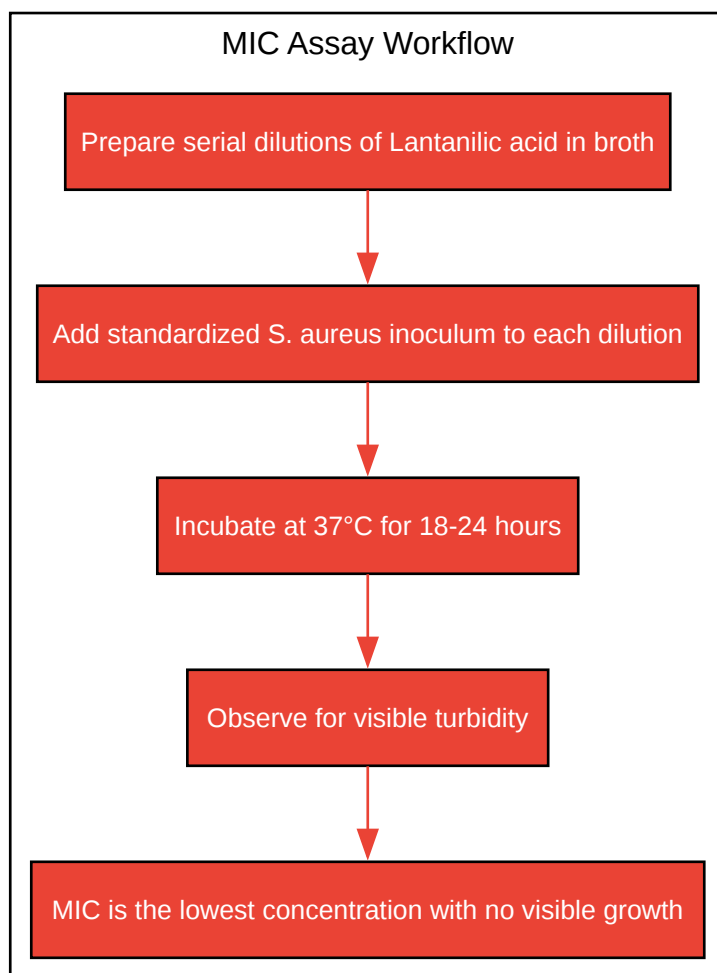 MIC Assay Workflow
Prepare serial dilutions of Lantanilic acid in broth
Add standardized S. aureus inoculum to each dilution
Incubate at 37°C for 18-24 hours
Observe for visible turbidity
MIC is the lowest concentration with no visible growth